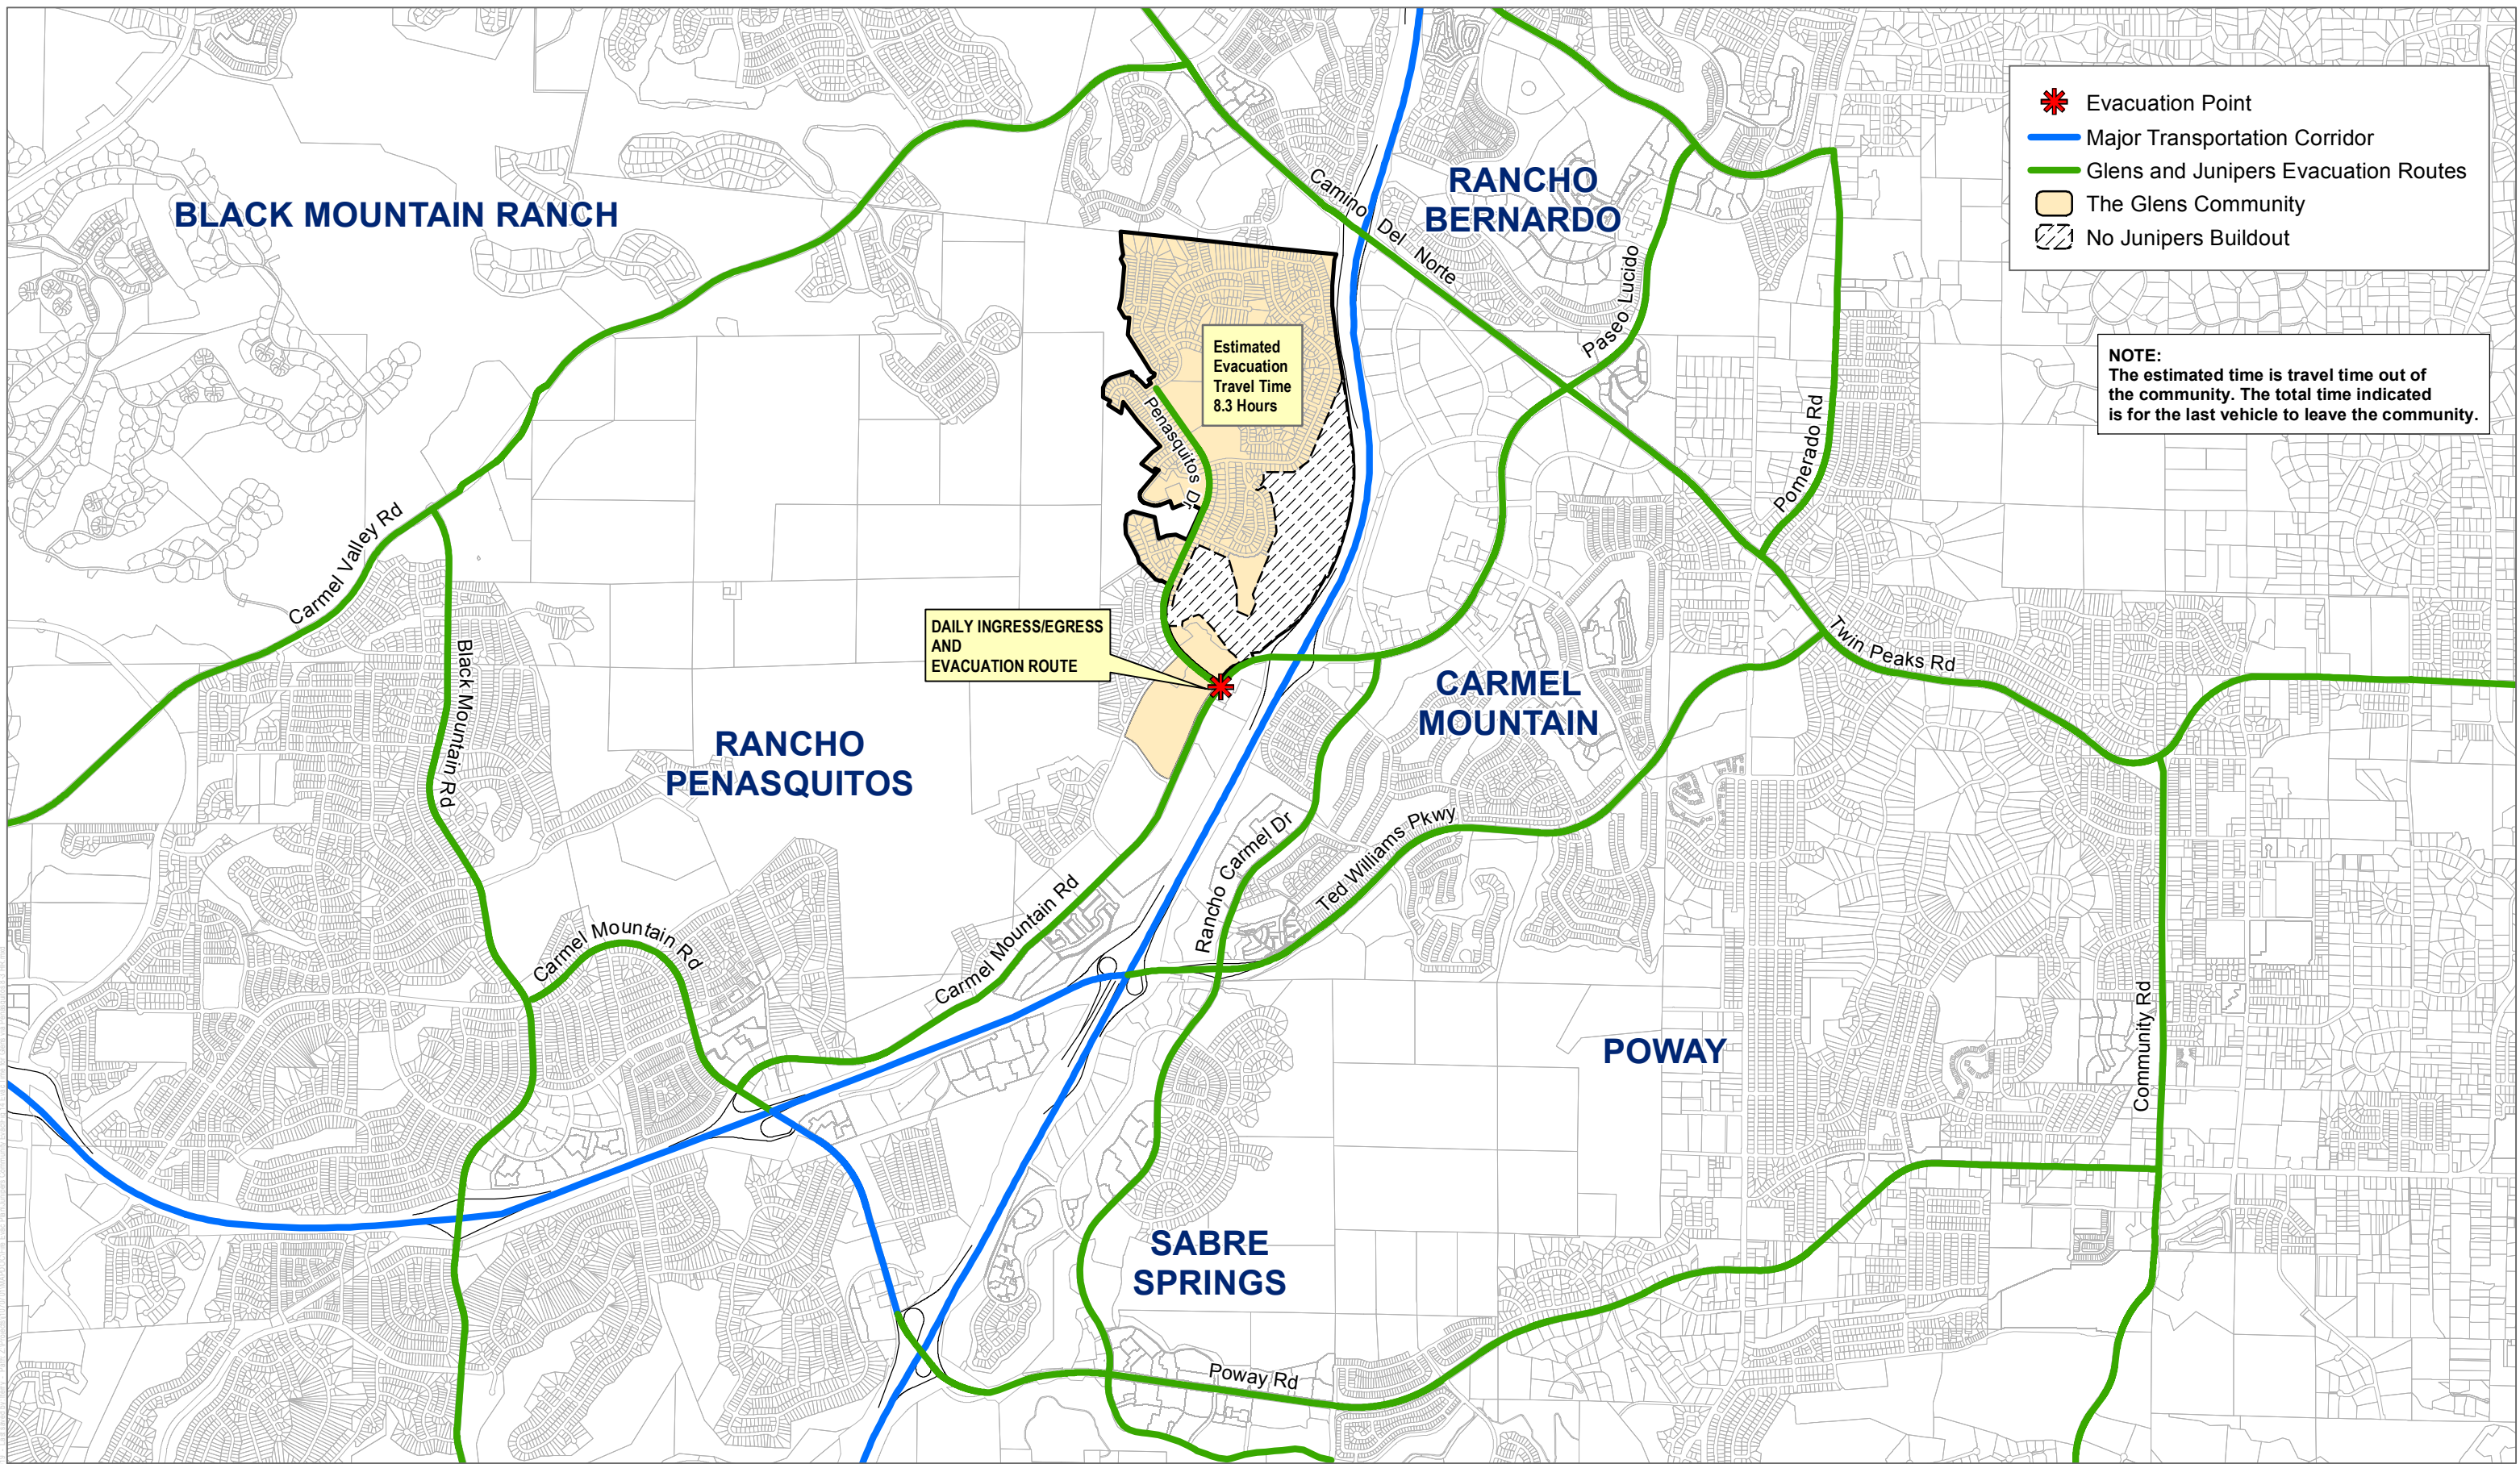 Evacuation Point
Major Transportation Corridor
Glens and Junipers Evacuation Routes
The Glens Community
No Junipers Buildout
NOTE:
The estimated time is travel time out of
the community. The total time indicated
is for the last vehicle to leave the community.
BLACK MOUNTAIN RANCH
RANCHO
BERNARDO
Camino Del Norte
Paseo Lucido
Estimated
Evacuation
Travel Time
8.3 Hours
Penasquitos Dr
Pomerado Rd
Carmel Valley Rd
DAILY INGRESS/EGRESS
AND
EVACUATION ROUTE
Black Mountain Rd
Twin Peaks Rd
CARMEL
MOUNTAIN
RANCHO
PENASQUITOS
Rancho Carmel Dr
Ted Williams Pkwy
Carmel Mountain Rd
Carmel Mountain Rd
POWAY
Community Rd
SABRE
SPRINGS
Poway Rd